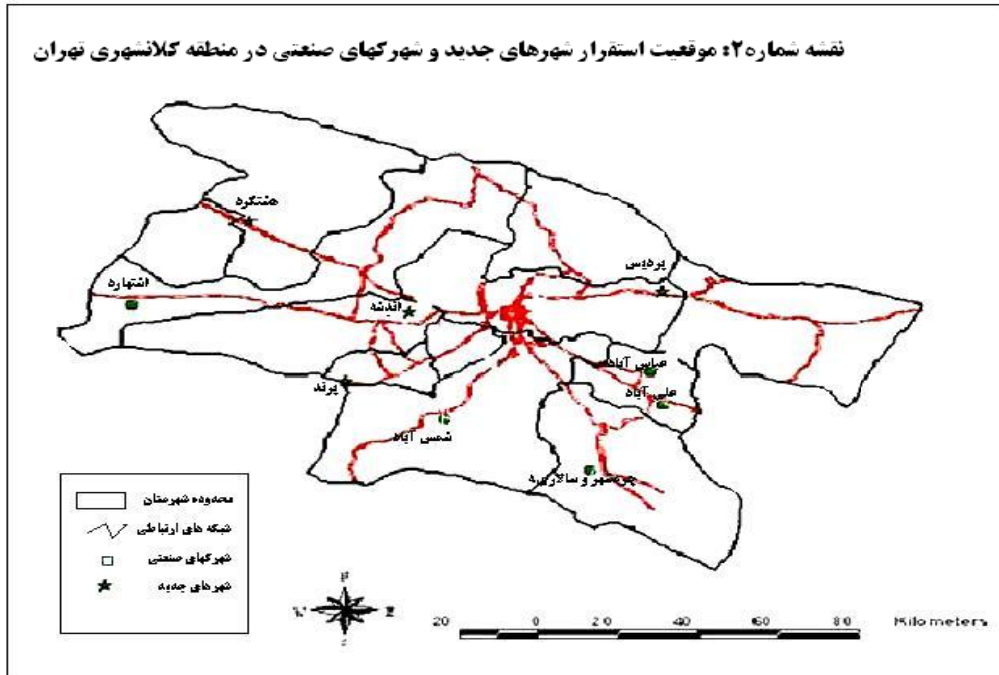 نقشه شماره۲: موقعیت استقرار شهرهای جدید و شهرکهای صنعتی در منطقه کلانشهری تهران
هشتگرد
پردیس
اشتهارد
اندیشه
عباس آباد
پرند
علی آباد
شمس آباد
چرمشهر و سالاریه
محدوده شهرستان
شبکه های ارتباطی
شهرکهای صنعتی
شهرهای جدید
W E
20 0 20 40 60 80 Kilometers